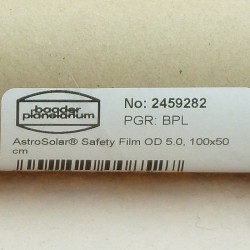 baader
planetarium
No: 2459282
PGR: BPL
AstroSolar® Safety Film OD 5.0, 100x50
cm